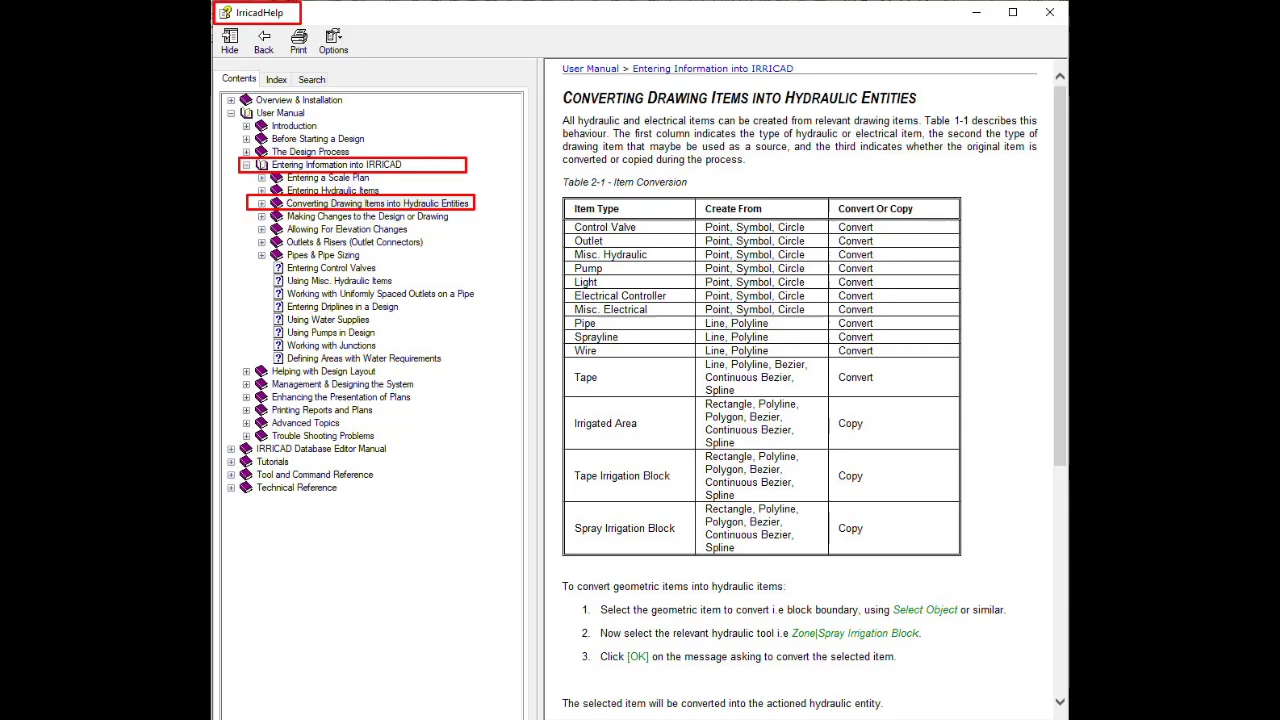 IrricadHelp
Hide Back Print Options
Contents Index Search
Overview & Installation
User Manual
Introduction
Before Starting a Design
The Design Process
Entering Information into IRRICAD
Entering a Scale Plan
Entering Hydraulic Items
Converting Drawing Items into Hydraulic Entities
Making Changes to the Design or Drawing
Allowing For Elevation Changes
Outlets & Risers (Outlet Connectors)
Pipes & Pipe Sizing
Entering Control Valves
Using Misc. Hydraulic Items
Working with Uniformly Spaced Outlets on a Pipe
Entering Driplines in a Design
Using Water Supplies
Using Pumps in Design
Working with Junctions
Defining Areas with Water Requirements
Helping with Design Layout
Management & Designing the System
Enhancing the Presentation of Plans
Printing Reports and Plans
Advanced Topics
Trouble Shooting Problems
IRRICAD Database Editor Manual
Tutorials
Tool and Command Reference
Technical Reference
User Manual > Entering Information into IRRICAD
CONVERTING DRAWING ITEMS INTO HYDRAULIC ENTITIES
All hydraulic and electrical items can be created from relevant drawing items. Table 1-1 describes this
behaviour. The first column indicates the type of hydraulic or electrical item, the second the type of
drawing item that maybe be used as a source, and the third indicates whether the original item is
converted or copied during the process.
Table 2-1 - Item Conversion
Item Type Create From Convert Or Copy
Control Valve Point, Symbol, Circle Convert
Outlet Point, Symbol, Circle Convert
Misc. Hydraulic Point, Symbol, Circle Convert
Pump Point, Symbol, Circle Convert
Light Point, Symbol, Circle Convert
Electrical Controller Point, Symbol, Circle Convert
Misc. Electrical Point, Symbol, Circle Convert
Pipe Line, Polyline Convert
Sprayline Line, Polyline Convert
Wire Line, Polyline Convert
Line, Polyline, Bezier,
Tape Continuous Bezier, Convert
Spline
Rectangle, Polyline,
Polygon, Bezier,
Irrigated Area Continuous Bezier, Copy
Spline
Rectangle, Polyline,
Polygon, Bezier,
Tape Irrigation Block Continuous Bezier, Copy
Spline
Rectangle, Polyline,
Polygon, Bezier,
Spray Irrigation Block Continuous Bezier, Copy
Spline
To convert geometric items into hydraulic items:
1. Select the geometric item to convert i.e block boundary, using Select Object or similar.
2. Now select the relevant hydraulic tool i.e Zone|Spray Irrigation Block.
3. Click [OK] on the message asking to convert the selected item.
The selected item will be converted into the actioned hydraulic entity.